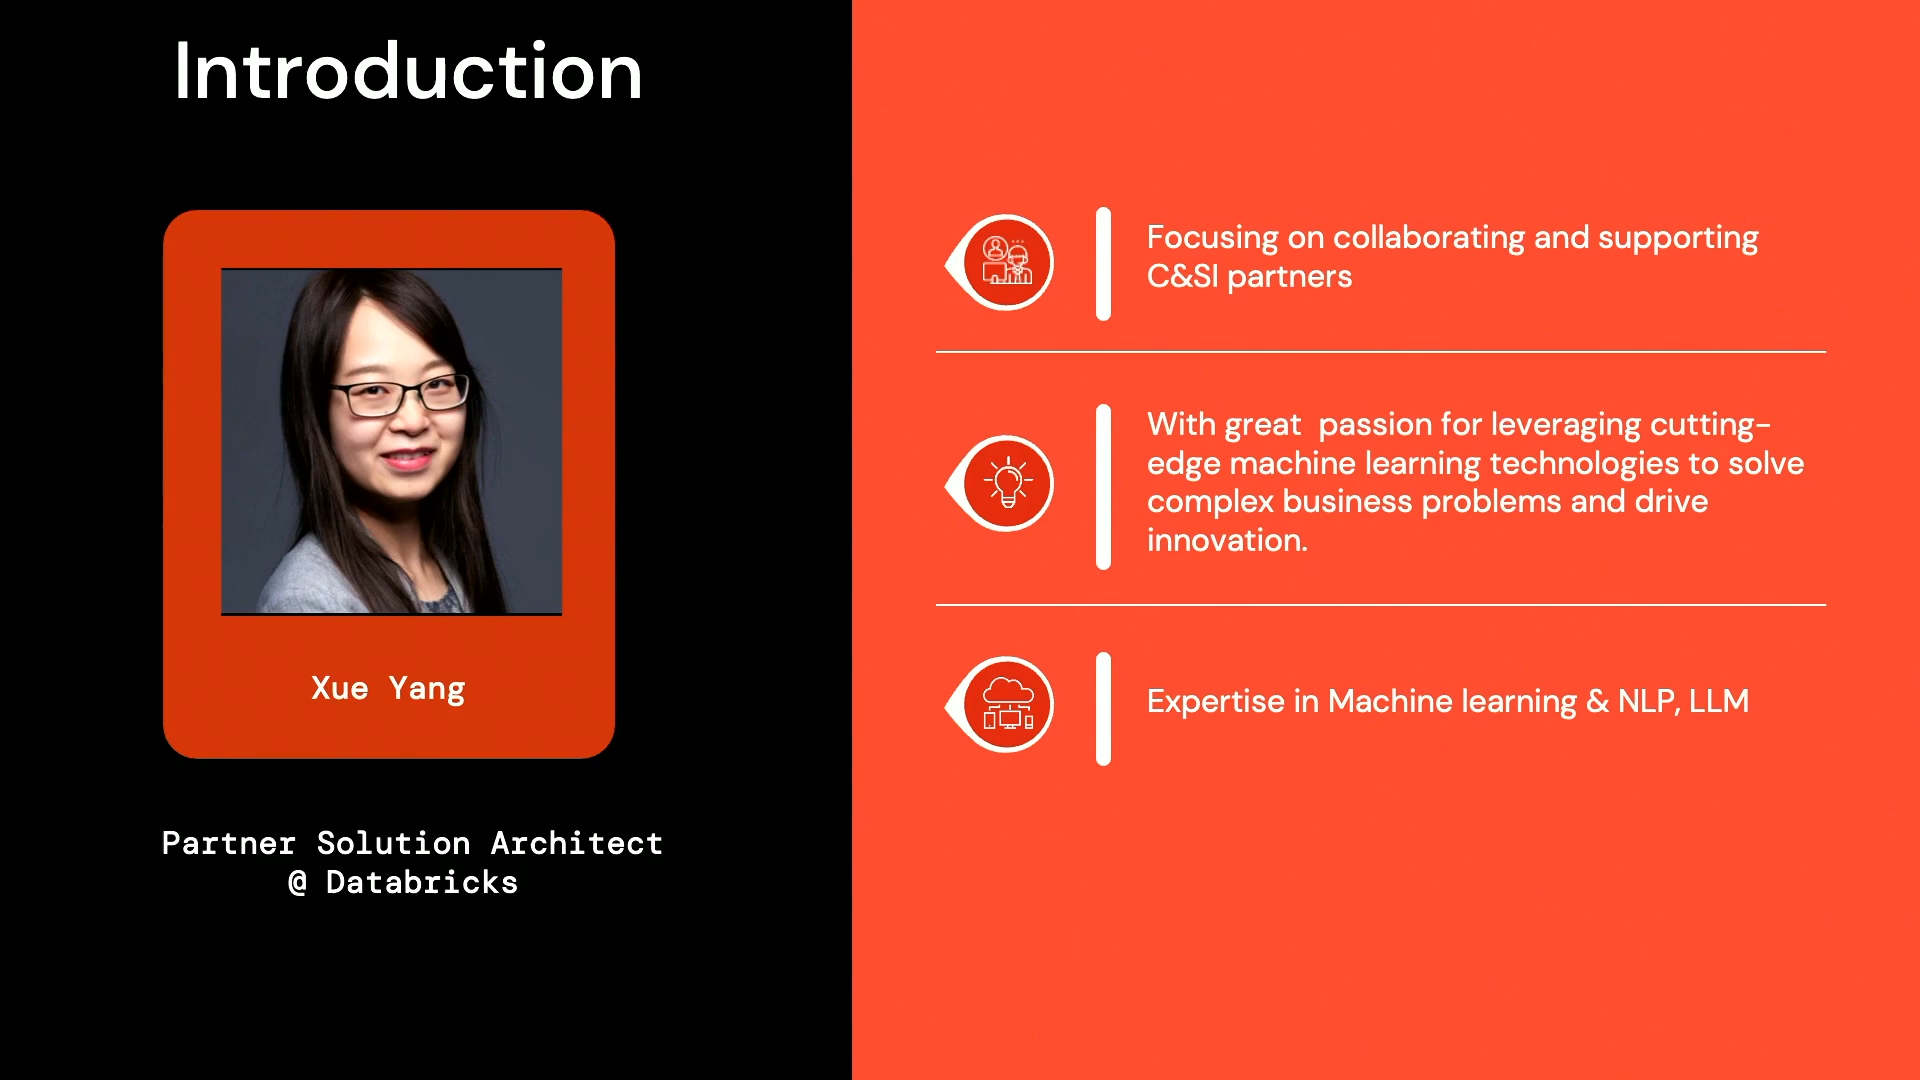 Introduction
Xue Yang
Partner Solution Architect
@ Databricks
Focusing on collaborating and supporting
C&SI partners
With great  passion for leveraging cutting-
edge machine learning technologies to solve
complex business problems and drive
innovation.
Expertise in Machine learning & NLP, LLM